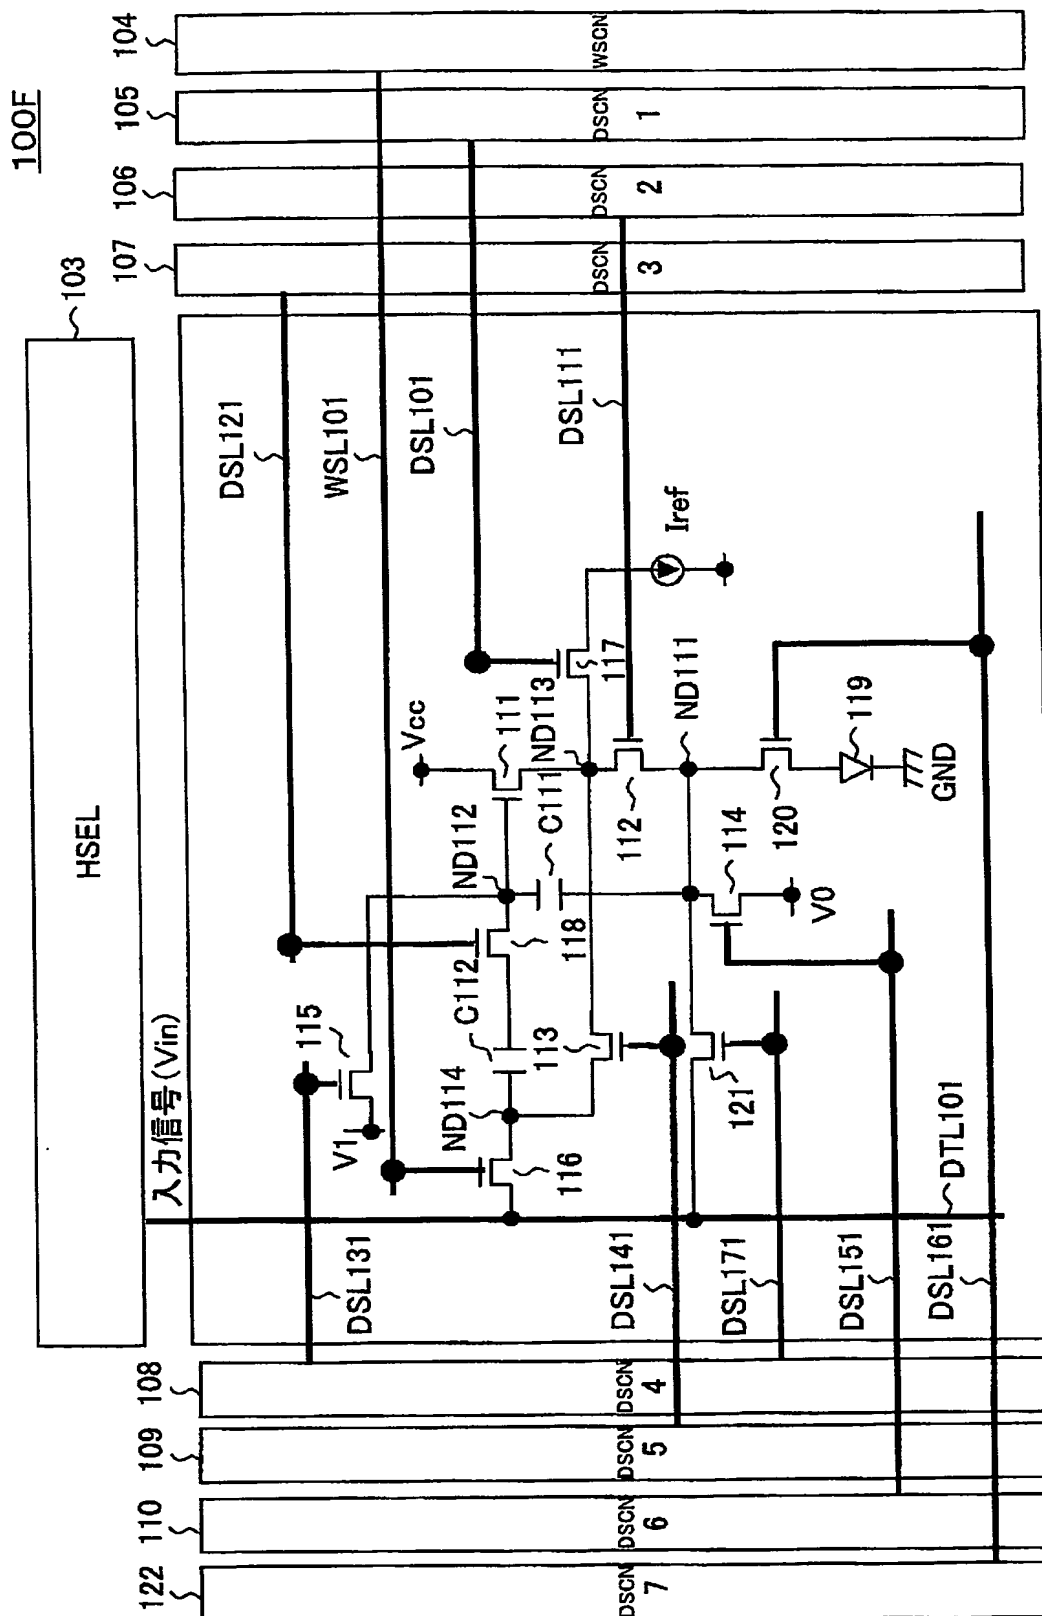 100F
HSEL
103
入力信号(Vin)
104
WSCN
105
DSCN
1
106
DSCN
2
107
DSCN
3
108
DSCN
4
109
DSCN
5
110
DSCN
6
122
DSCN
7
DSL121
WSL101
DSL101
DSL111
DSL131
DSL141
DSL171
DSL151
DSL161
DTL101
V1
115
ND114
116
C112
113
118
ND112
C111
Vcc
111
ND113
117
Iref
112
ND111
121
114
V0
120
119
GND